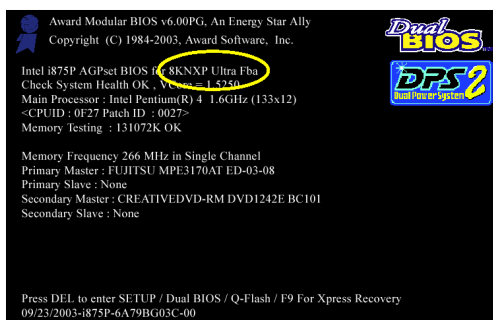 Award Modular BIOS v6.00PG, An Energy Star Ally
Copyright (C) 1984-2003, Award Software, Inc.
Dual
BIOS
Intel i875P AGPset BIOS for 8KNXP Ultra Fba
Check System Health OK , VCore = 1.5250
Main Processor : Intel Pentium(R) 4 1.6GHz (133x12)
<CPUID : 0F27 Patch ID : 0027>
Memory Testing : 131072K OK
DPS2
Dual Power System
Memory Frequency 266 MHz in Single Channel
Primary Master : FUJITSU MPE3170AT ED-03-08
Primary Slave : None
Secondary Master : CREATIVEDVD-RM DVD1242E BC101
Secondary Slave : None
Press DEL to enter SETUP / Dual BIOS / Q-Flash / F9 For Xpress Recovery
09/23/2003-i875P-6A79BG03C-00